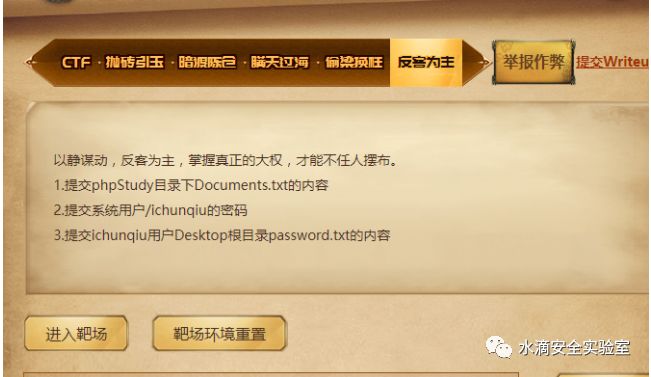 CTF · 抛砖引玉 · 暗渡陈仓 · 瞒天过海 · 偷梁换柱 反客为主 举报作弊 提交Writeu
以静谋动，反客为主，掌握真正的大权，才能不任人摆布。
1.提交phpStudy目录下Documents.txt的内容
2.提交系统用户/ichunqiu的密码
3.提交ichunqiu用户Desktop根目录password.txt的内容
进入靶场 靶场环境重置
水滴安全实验室